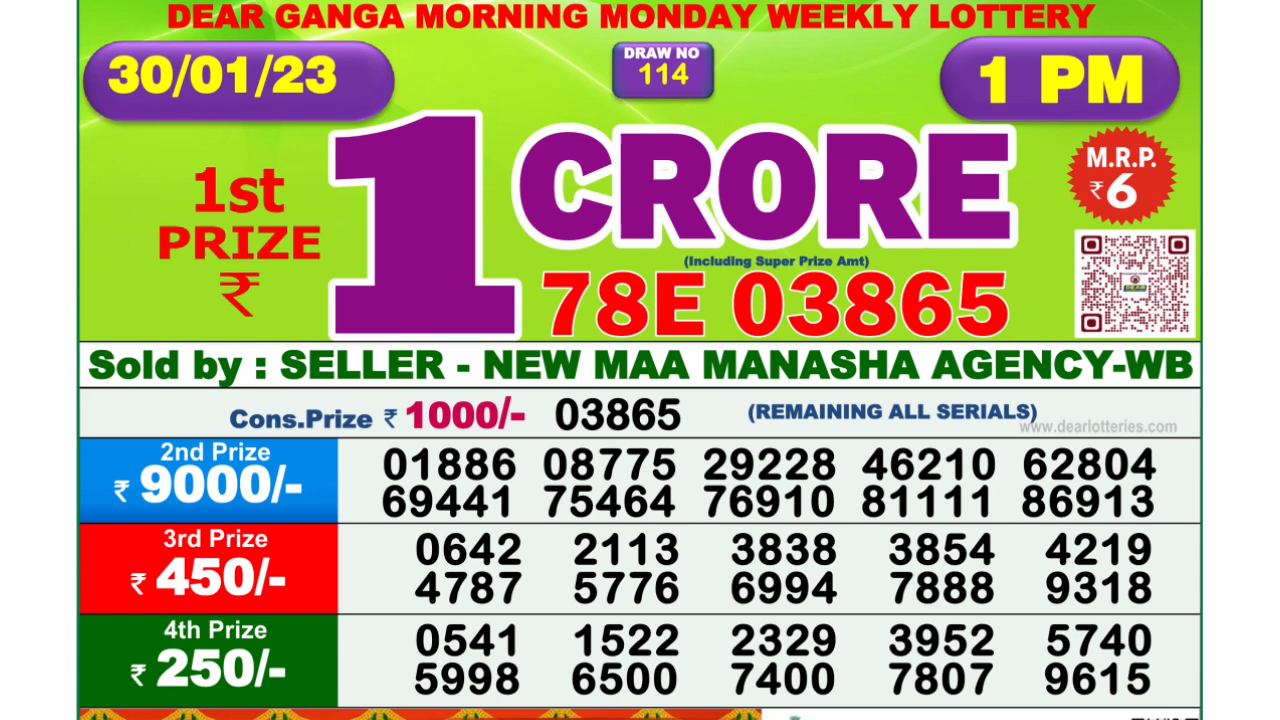 DEAR GANGA MORNING MONDAY WEEKLY LOTTERY
30/01/23
DRAW NO
114
1 PM
1st
PRIZE
₹
1 CRORE
(Including Super Prize Amt)
78E 03865
M.R.P.
₹ 6
Sold by : SELLER - NEW MAA MANASHA AGENCY-WB
Cons.Prize ₹ 1000/- 03865 (REMAINING ALL SERIALS)
www.dearlotteries.com
2nd Prize
₹ 9000/-
01886 08775 29228 46210 62804
69441 75464 76910 81111 86913
3rd Prize
₹ 450/-
0642 2113 3838 3854 4219
4787 5776 6994 7888 9318
4th Prize
₹ 250/-
0541 1522 2329 3952 5740
5998 6500 7400 7807 9615